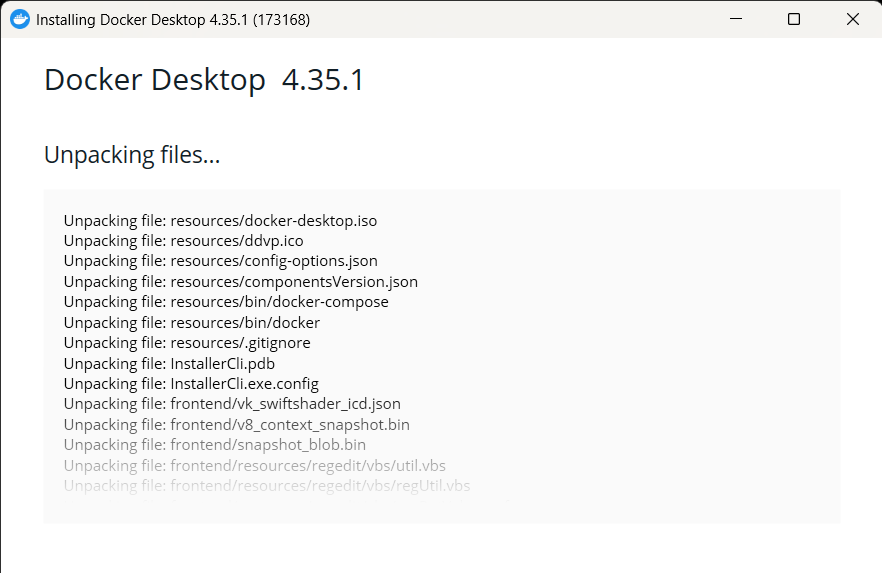 Installing Docker Desktop 4.35.1 (173168)
Docker Desktop 4.35.1
Unpacking files...
Unpacking file: resources/docker-desktop.iso
Unpacking file: resources/ddvp.ico
Unpacking file: resources/config-options.json
Unpacking file: resources/componentsVersion.json
Unpacking file: resources/bin/docker-compose
Unpacking file: resources/bin/docker
Unpacking file: resources/.gitignore
Unpacking file: InstallerCli.pdb
Unpacking file: InstallerCli.exe.config
Unpacking file: frontend/vk_swiftshader_icd.json
Unpacking file: frontend/v8_context_snapshot.bin
Unpacking file: frontend/snapshot_blob.bin
Unpacking file: frontend/resources/regedit/vbs/util.vbs
Unpacking file: frontend/resources/regedit/vbs/regUtil.vbs